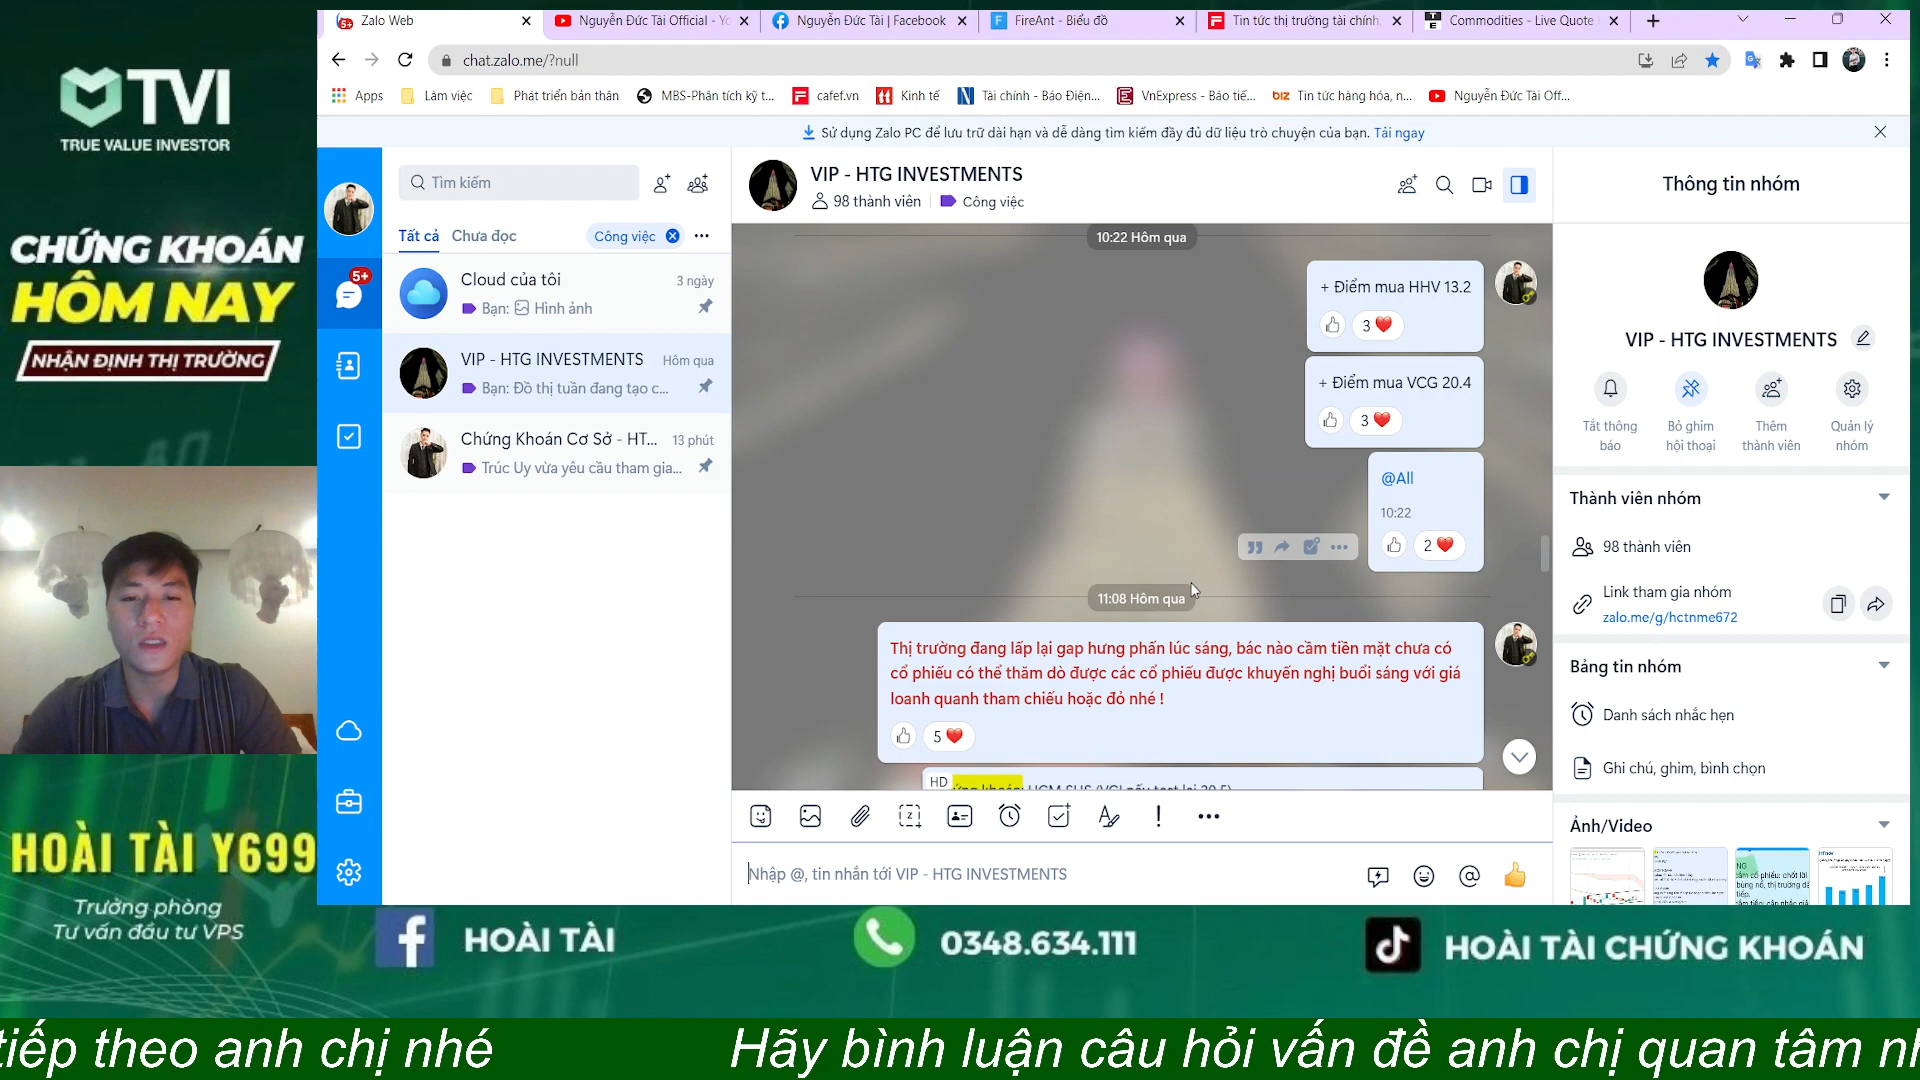 TVI
TRUE VALUE INVESTOR
CHỨNG KHOÁN
HÔM NAY
NHẬN ĐỊNH THỊ TRƯỜNG
HOÀI TÀI Y699
Trưởng phòng
Tư vấn đầu tư VPS
5+
Zalo Web
Nguyễn Đức Tài Official - Yo
Nguyễn Đức Tài | Facebook
FireAnt - Biểu đồ
Tin tức thị trường tài chính,
Commodities - Live Quote
chat.zalo.me/?null
Apps
Làm việc
Phát triển bản thân
MBS-Phân tích kỹ t...
cafef.vn
Kinh tế
Tài chính - Báo Điện...
VnExpress - Báo tiế...
Tin tức hàng hóa, n...
Nguyễn Đức Tài Off...
Sử dụng Zalo PC để lưu trữ dài hạn và dễ dàng tìm kiếm đầy đủ dữ liệu trò chuyện của bạn. Tải ngay
5+
Tìm kiếm
Tất cả
Chưa đọc
Công việc
Cloud của tôi
3 ngày
Bạn: Hình ảnh
VIP - HTG INVESTMENTS
Hôm qua
Bạn: Đồ thị tuần đang tạo c...
Chứng Khoán Cơ Sở - HT...
13 phút
Trúc Uy vừa yêu cầu tham gia...
VIP - HTG INVESTMENTS
98 thành viên
Công việc
10:22 Hôm qua
+ Điểm mua HHV 13.2
3
+ Điểm mua VCG 20.4
3
@All
10:22
2
11:08 Hôm qua
Thị trường đang lấp lại gap hưng phấn lúc sáng, bác nào cầm tiền mặt chưa có
cổ phiếu có thể thăm dò được các cổ phiếu được khuyến nghị buổi sáng với giá
loanh quanh tham chiếu hoặc đỏ nhé !
5
HD
Nhập @, tin nhắn tới VIP - HTG INVESTMENTS
Thông tin nhóm
VIP - HTG INVESTMENTS
Tắt thông
báo
Bỏ ghim
hội thoại
Thêm
thành viên
Quản lý
nhóm
Thành viên nhóm
98 thành viên
Link tham gia nhóm
zalo.me/g/hctnme672
Bảng tin nhóm
Danh sách nhắc hẹn
Ghi chú, ghim, bình chọn
Ảnh/Video
HOÀI TÀI
0348.634.111
HOÀI TÀI CHỨNG KHOÁN
tiếp theo anh chị nhé
Hãy bình luận câu hỏi vấn đề anh chị quan tâm nh